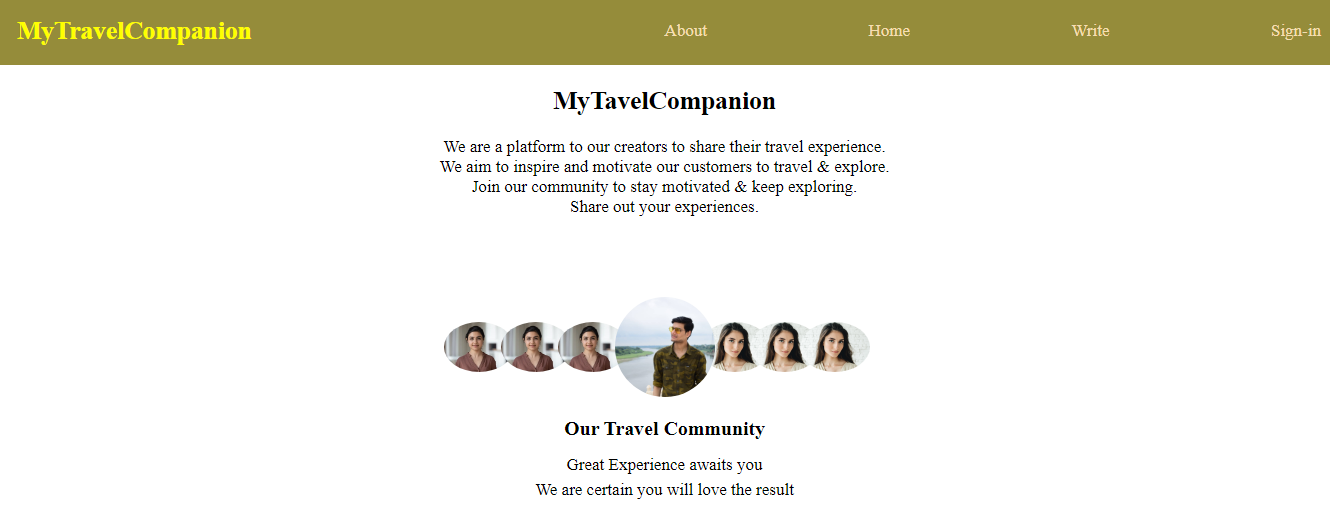 MyTravelCompanion About Home Write Sign-in
MyTavelCompanion
We are a platform to our creators to share their travel experience.
We aim to inspire and motivate our customers to travel & explore.
Join our community to stay motivated & keep exploring.
Share out your experiences.
Our Travel Community
Great Experience awaits you
We are certain you will love the result